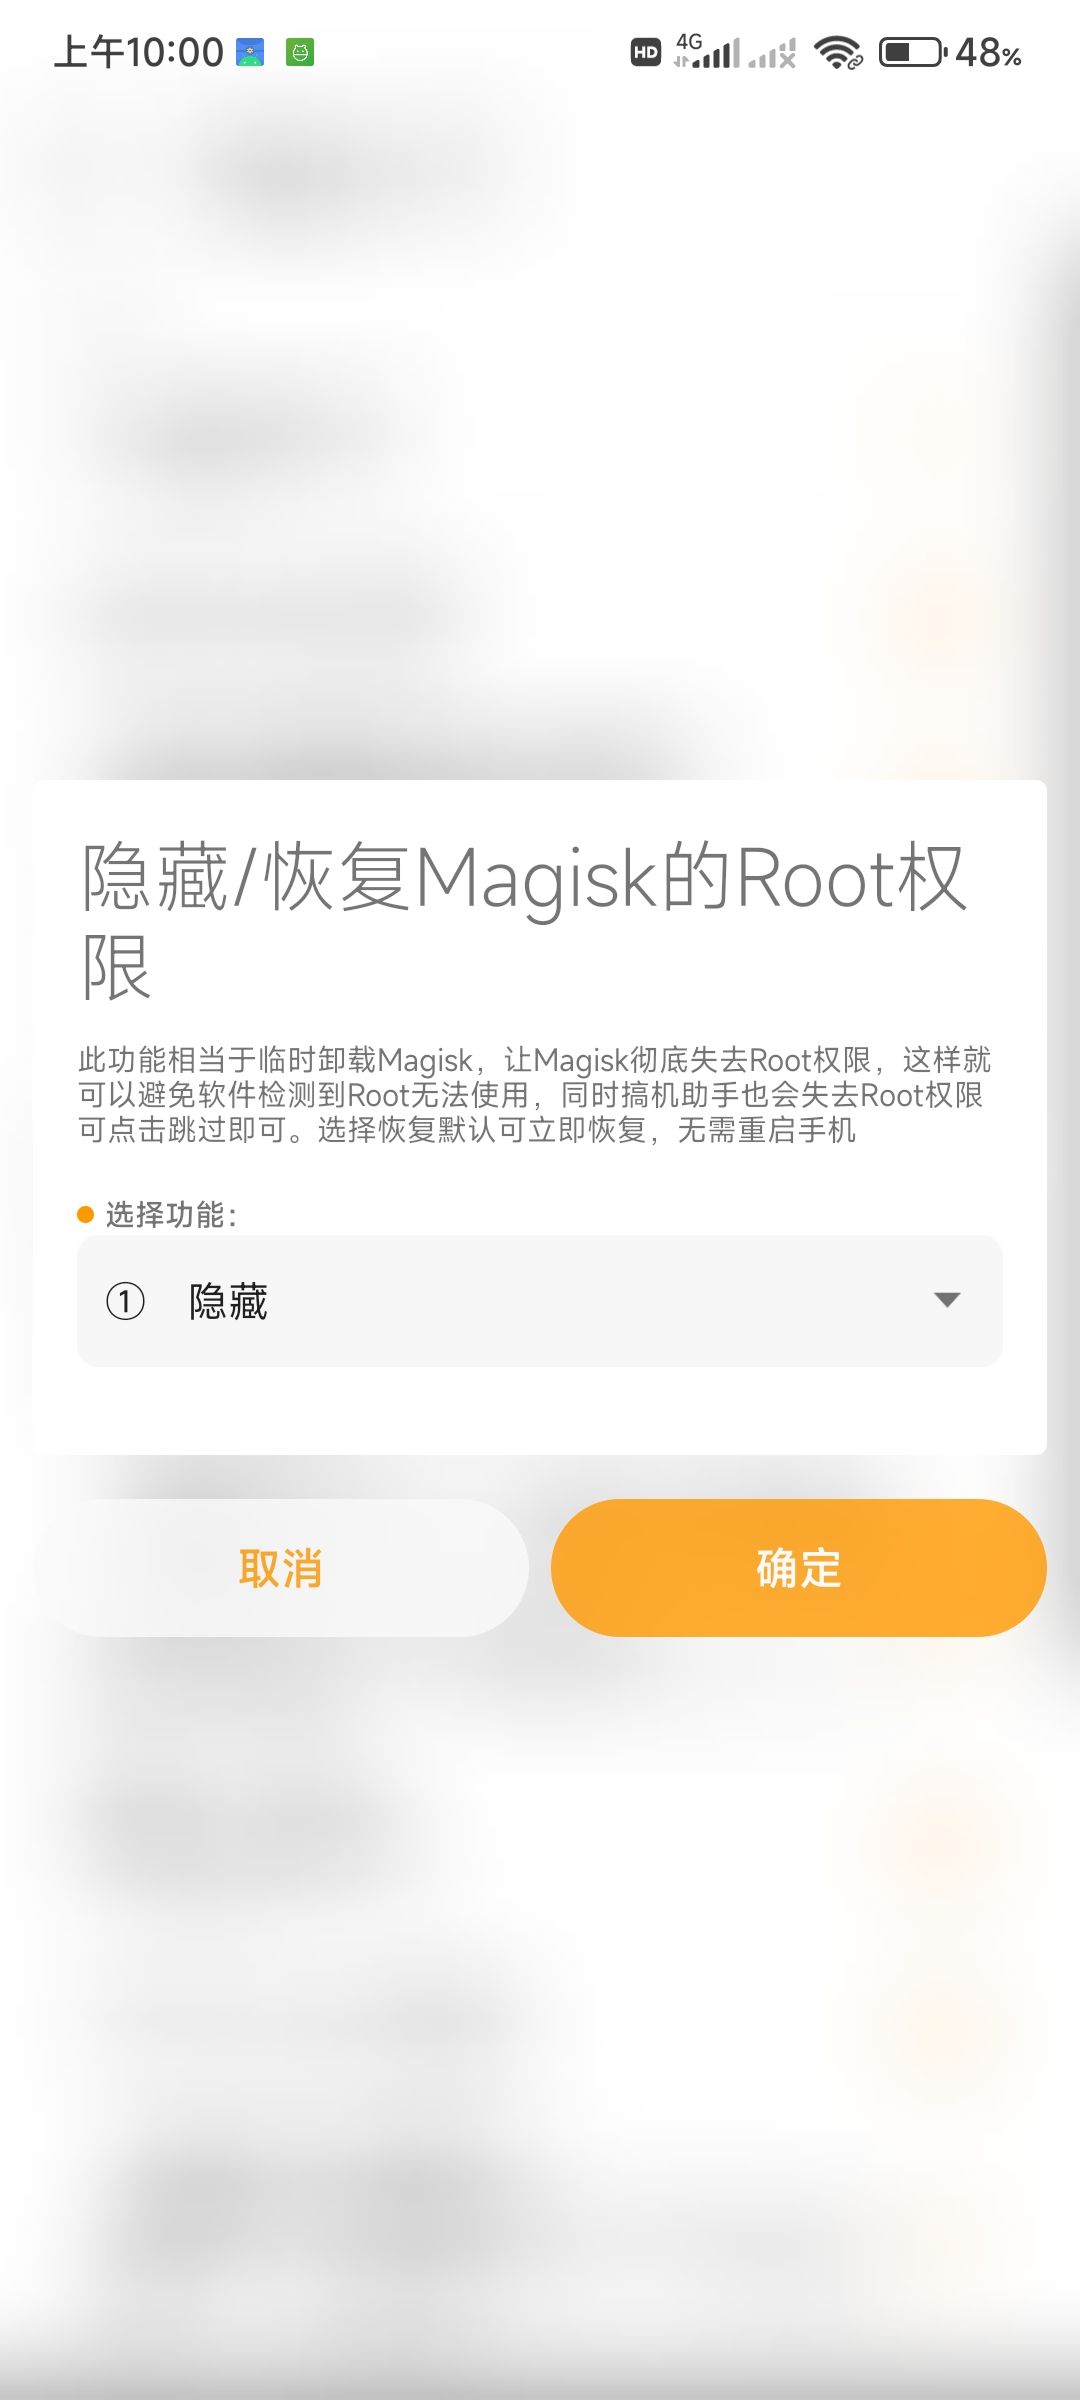 上午10:00 HD 4G 48%
隐藏/恢复Magisk的Root权
限
此功能相当于临时卸载Magisk，让Magisk彻底失去Root权限，这样就
可以避免软件检测到Root无法使用，同时搞机助手也会失去Root权限
可点击跳过即可。选择恢复默认可立即恢复，无需重启手机
选择功能：
① 隐藏
取消 确定